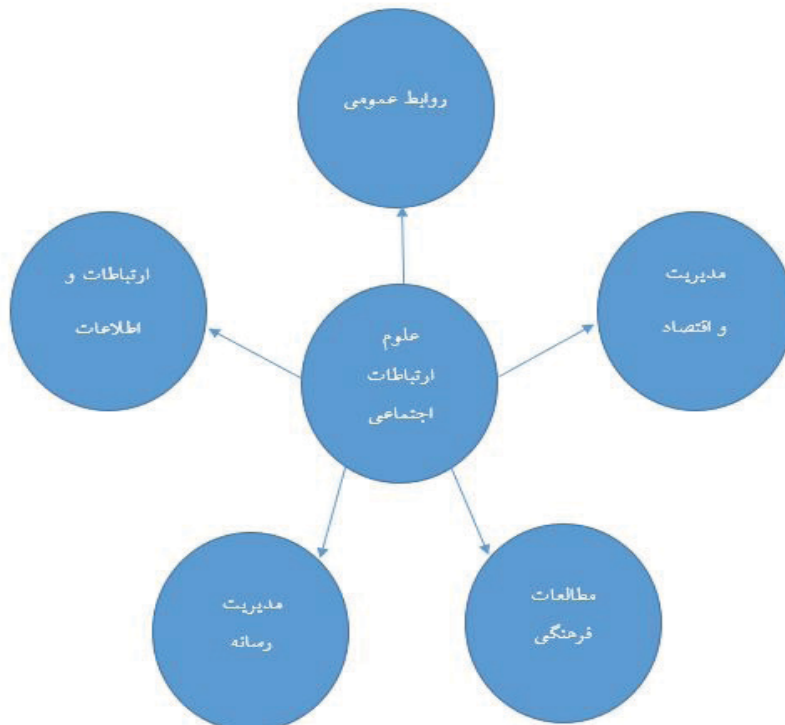 روابط عمومی
مدیریت
و اقتصاد
ارتباطات و
اطلاعات
علوم
ارتباطات
اجتماعی
مطالعات
فرهنگی
مدیریت
رسانه